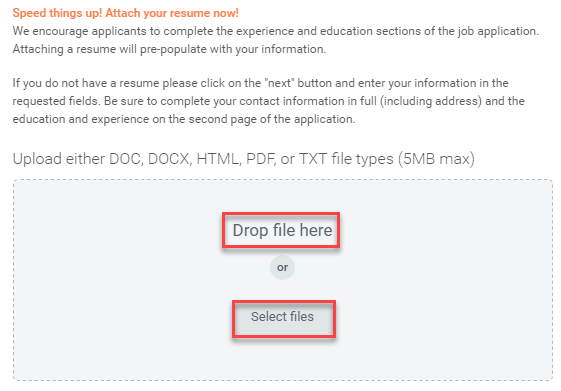 Speed things up! Attach your resume now!
We encourage applicants to complete the experience and education sections of the job application.
Attaching a resume will pre-populate with your information.
If you do not have a resume please click on the "next" button and enter your information in the
requested fields. Be sure to complete your contact information in full (including address) and the
education and experience on the second page of the application.
Upload either DOC, DOCX, HTML, PDF, or TXT file types (5MB max)
Drop file here
or
Select files